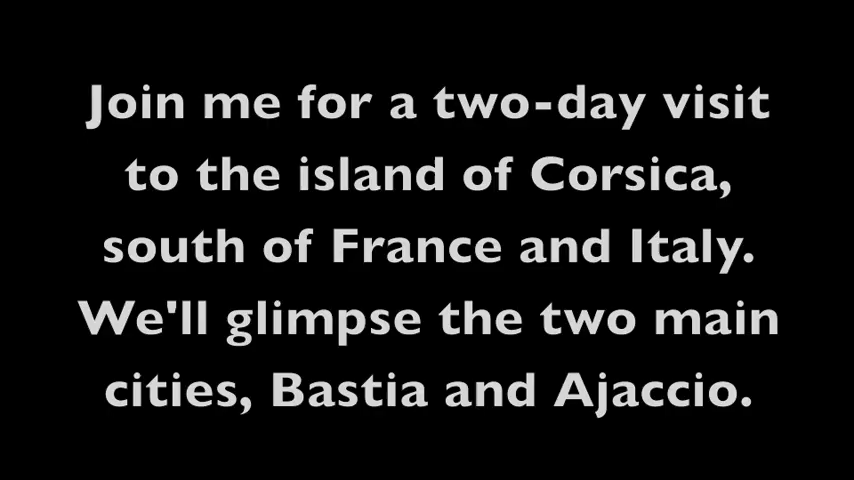 Join me for a two-day visit
to the island of Corsica,
south of France and Italy.
We'll glimpse the two main
cities, Bastia and Ajaccio.